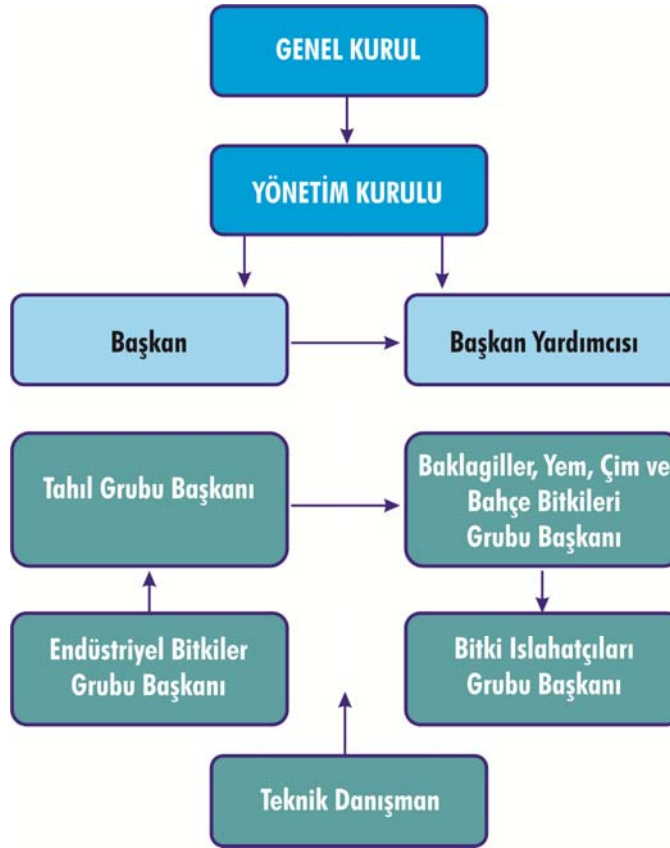 GENEL KURUL
YÖNETİM KURULU
Başkan
Başkan Yardımcısı
Tahıl Grubu Başkanı
Baklagiller, Yem, Çim ve
Bahçe Bitkileri
Grubu Başkanı
Endüstriyel Bitkiler
Grubu Başkanı
Bitki Islahatçıları
Grubu Başkanı
Teknik Danışman